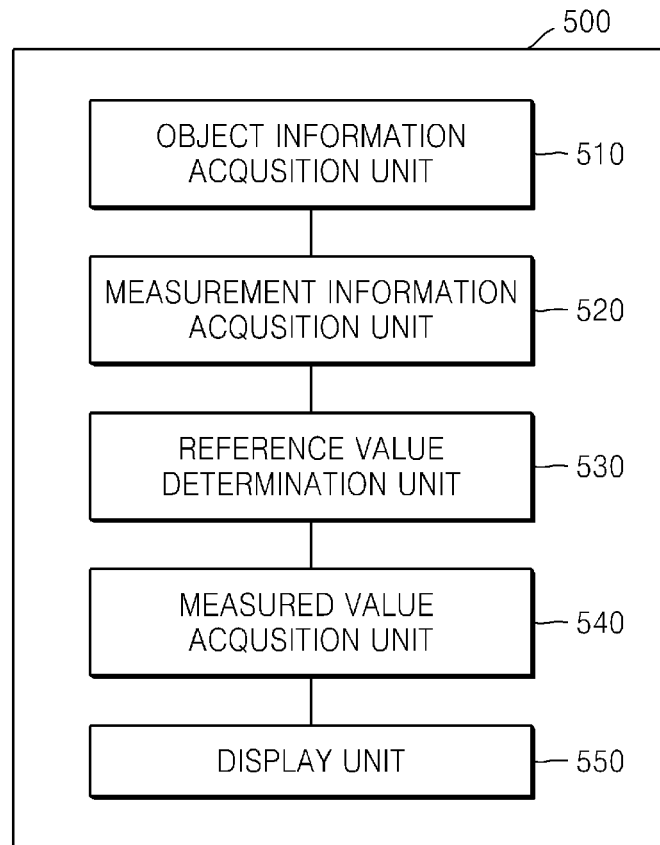 500
OBJECT INFORMATION
ACQUSITION UNIT
510
MEASUREMENT INFORMATION
ACQUSITION UNIT
520
REFERENCE VALUE
DETERMINATION UNIT
530
MEASURED VALUE
ACQUSITION UNIT
540
DISPLAY UNIT
550